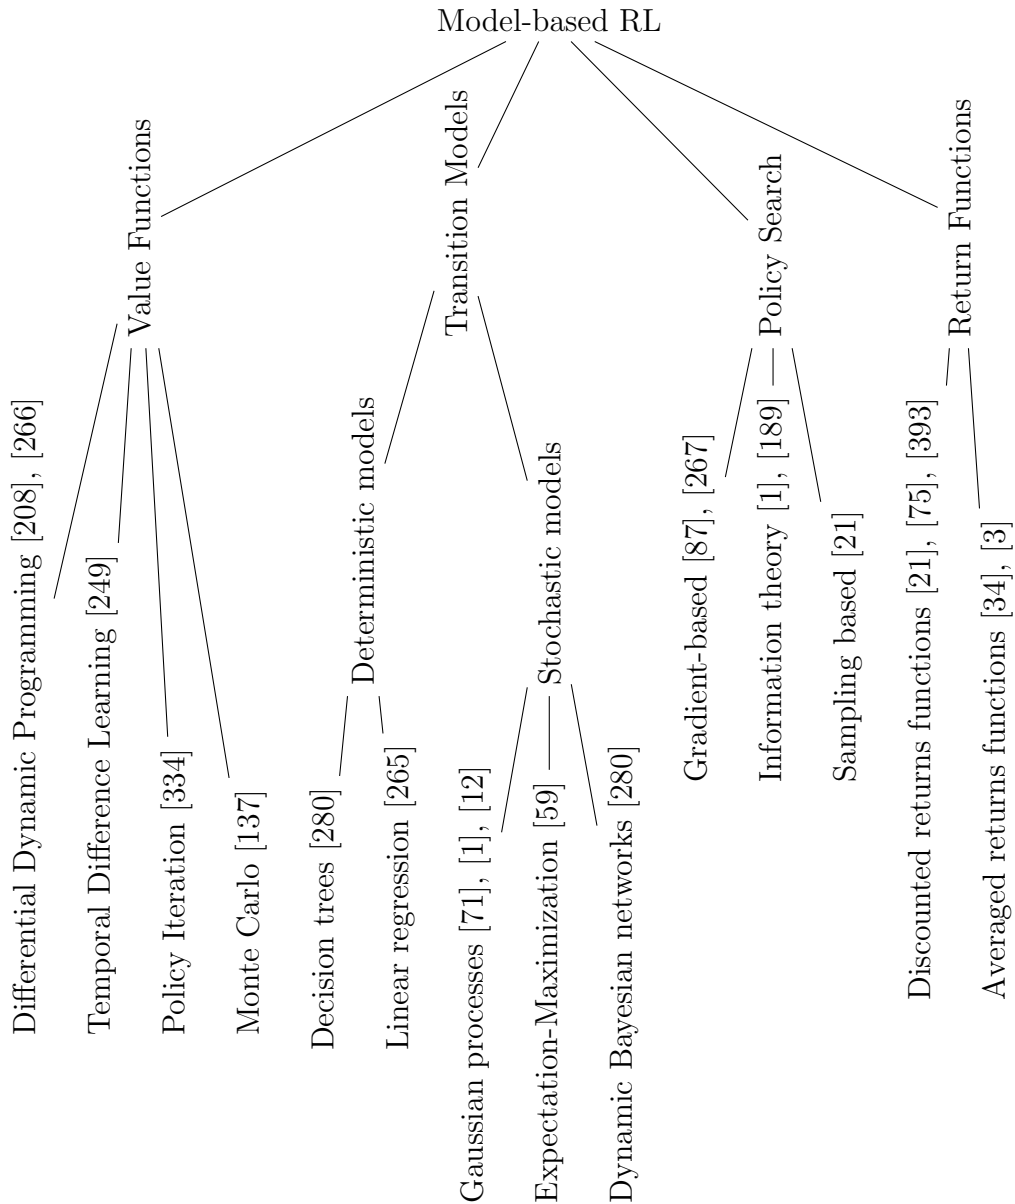 Model-based RL
Value Functions
Differential Dynamic Programming [208], [266]
Temporal Difference Learning [249]
Policy Iteration [334]
Monte Carlo [137]
Transition Models
Deterministic models
Decision trees [280]
Linear regression [265]
Stochastic models
Gaussian processes [71], [1], [12]
Expectation-Maximization [59]
Dynamic Bayesian networks [280]
Policy Search
Gradient-based [87], [267]
Information theory [1], [189]
Sampling based [21]
Return Functions
Discounted returns functions [21], [75], [393]
Averaged returns functions [34], [3]